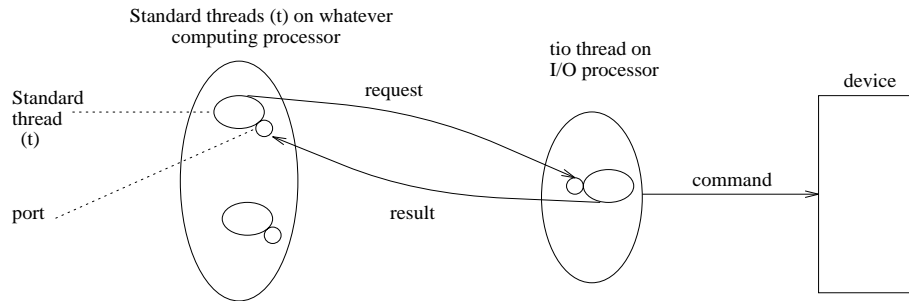 Standard threads (t) on whatever
computing processor
tio thread on
I/O processor
device
request
Standard
thread
(t)
command
port
result